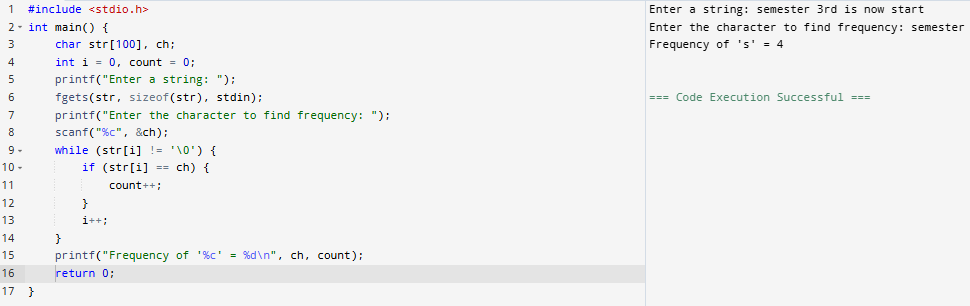 1 #include <stdio.h>
2 int main() {
3     char str[100], ch;
4     int i = 0, count = 0;
5     printf("Enter a string: ");
6     fgets(str, sizeof(str), stdin);
7     printf("Enter the character to find frequency: ");
8     scanf("%c", &ch);
9     while (str[i] != '\0') {
10         if (str[i] == ch) {
11             count++;
12         }
13         i++;
14     }
15     printf("Frequency of '%c' = %d\n", ch, count);
16     return 0;
17 }
Enter a string: semester 3rd is now start
Enter the character to find frequency: semester
Frequency of 's' = 4
=== Code Execution Successful ===